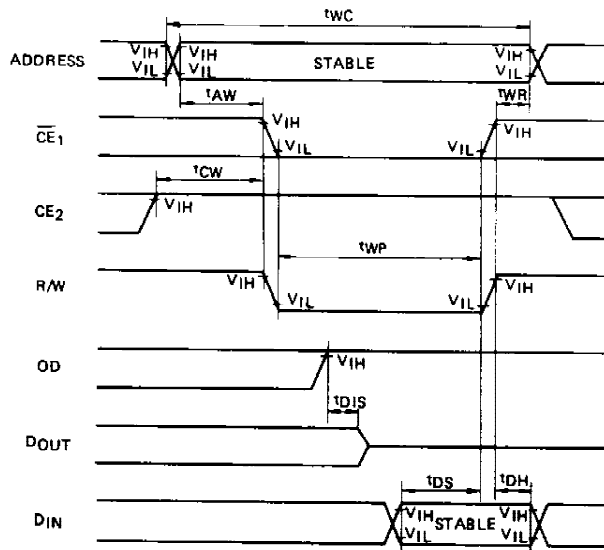 tWC
ADDRESS VIH VIH STABLE VIH
VIL VIL VIL
tAW tWR
CE1 VIH VIH
VIL VIL
tCW
CE2 VIH
tWP
R/W VIH VIH
VIL VIL
OD VIH
tDIS
DOUT
tDS tDH
DIN VIH STABLE VIH
VIL VIL